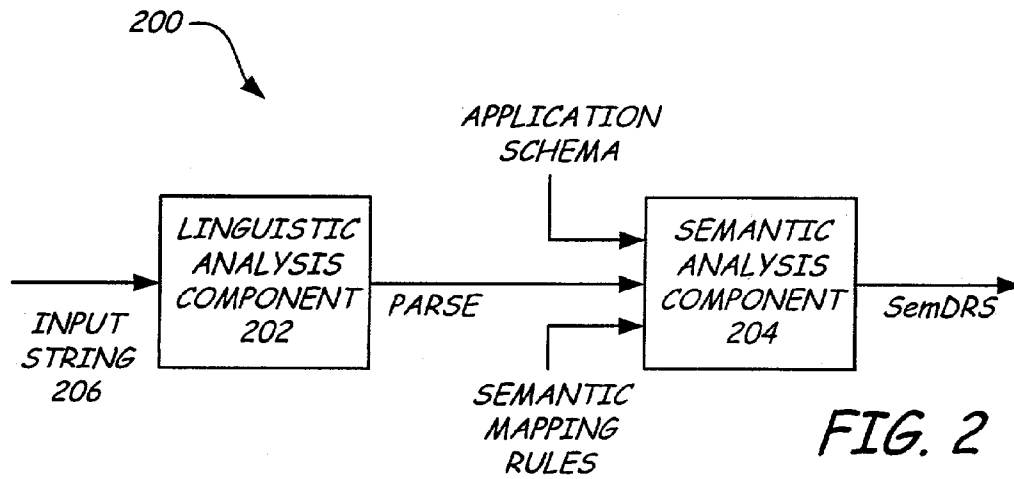 200
APPLICATION
SCHEMA
LINGUISTIC
ANALYSIS
COMPONENT
202
SEMANTIC
ANALYSIS
COMPONENT
204
INPUT
STRING
206
PARSE
SemDRS
SEMANTIC
MAPPING
RULES
FIG. 2